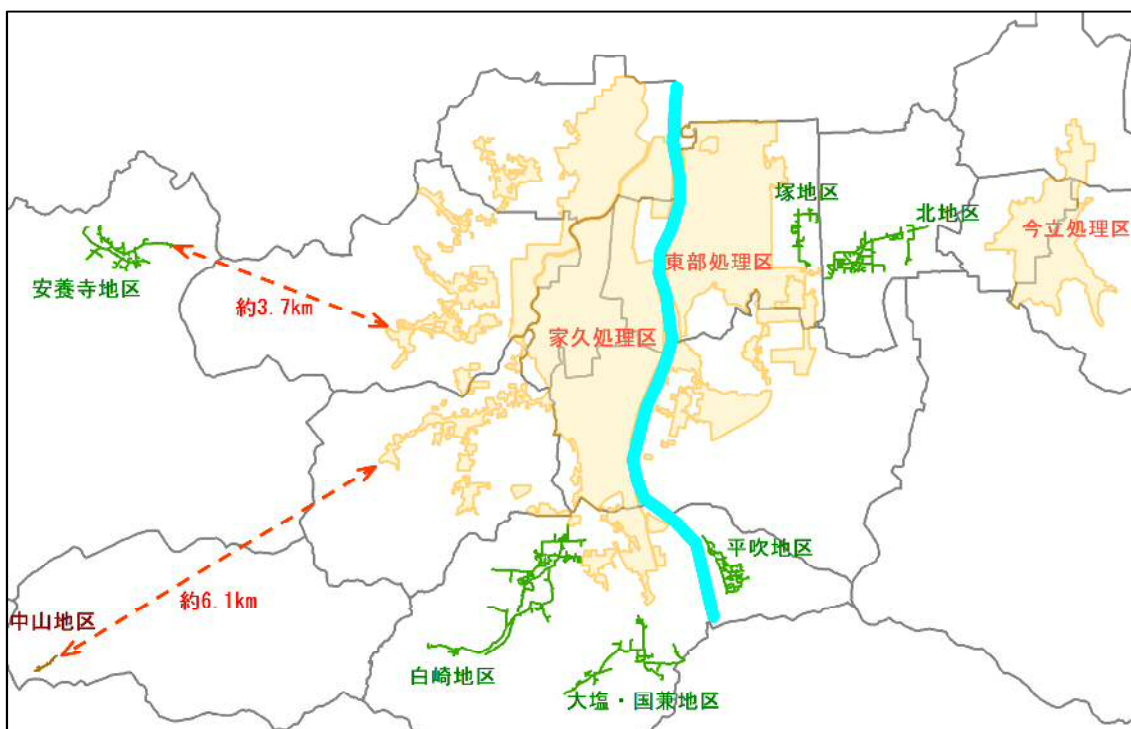 塚地区
北地区
今立処理区
東部処理区
安養寺地区
約3.7km
家久処理区
平吹地区
約6.1km
中山地区
白崎地区
大塩・国兼地区